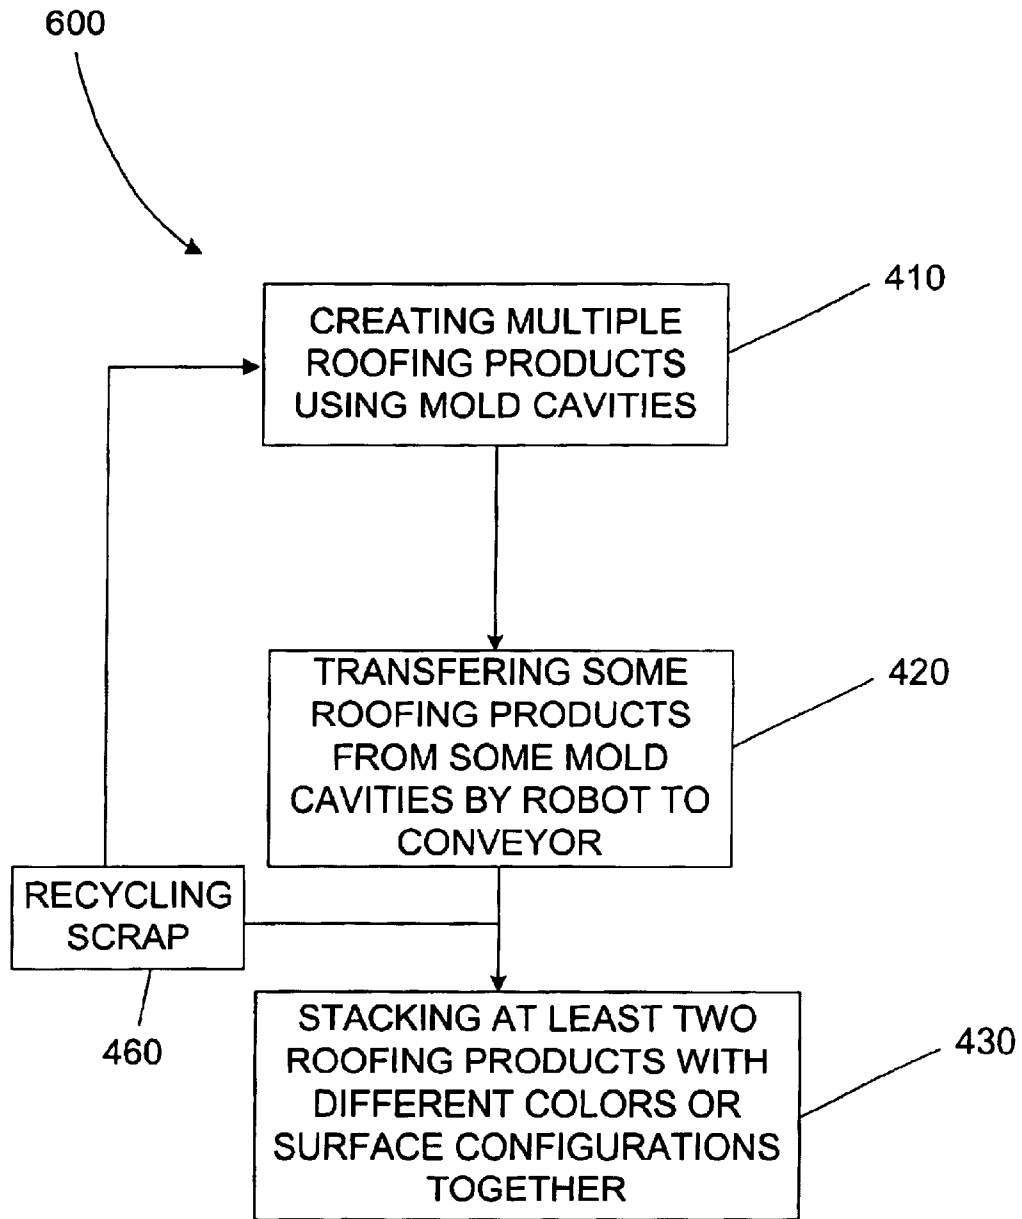 600
410
CREATING MULTIPLE
ROOFING PRODUCTS
USING MOLD CAVITIES
420
TRANSFERING SOME
ROOFING PRODUCTS
FROM SOME MOLD
CAVITIES BY ROBOT TO
CONVEYOR
RECYCLING
SCRAP
460
430
STACKING AT LEAST TWO
ROOFING PRODUCTS WITH
DIFFERENT COLORS OR
SURFACE CONFIGURATIONS
TOGETHER